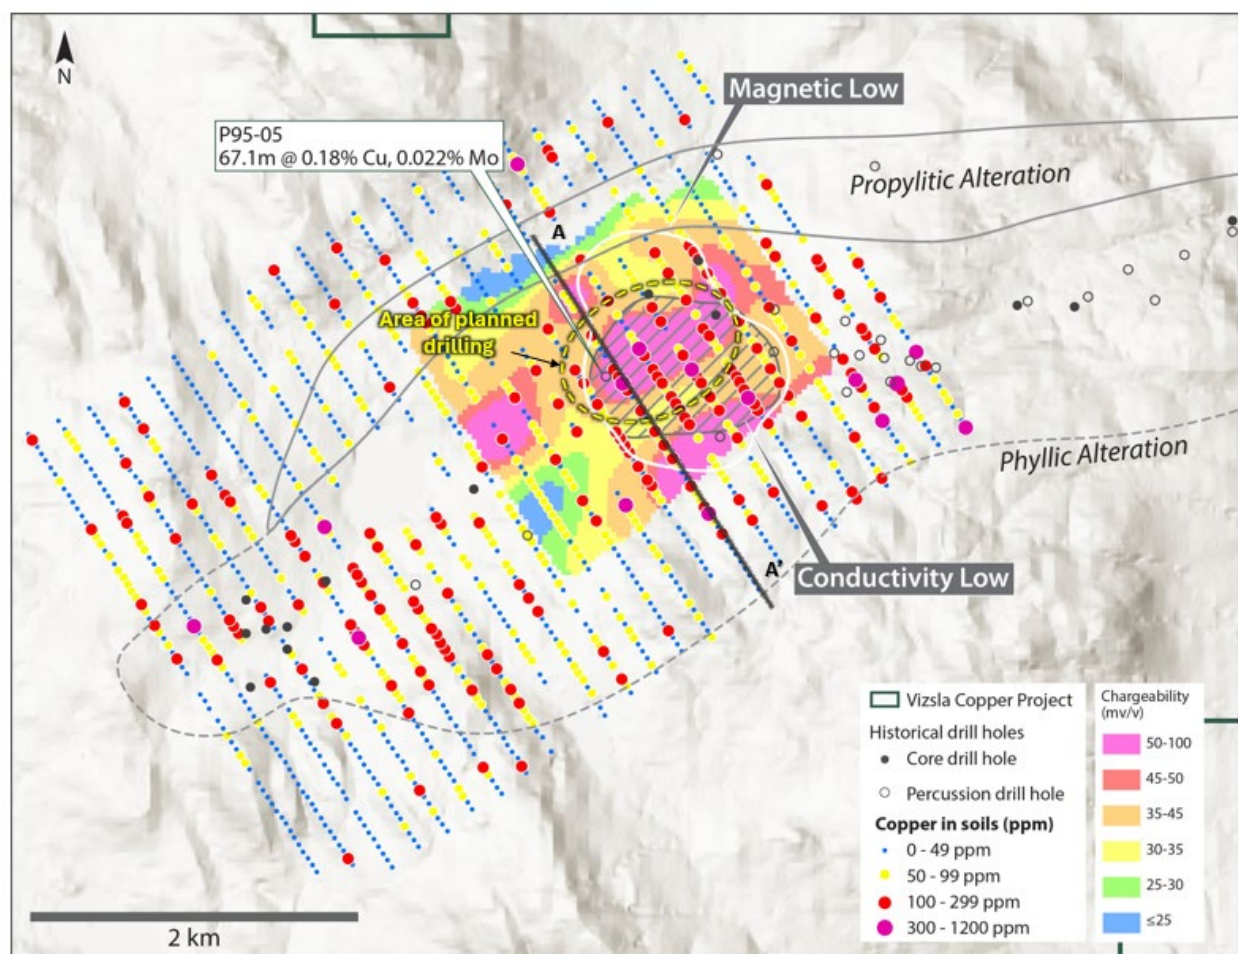 N
Magnetic Low
P95-05
67.1m @ 0.18% Cu, 0.022% Mo
Propylitic Alteration
A
Area of planned
drilling
Phyllic Alteration
A'
Conductivity Low
Vizsla Copper Project
Historical drill holes
Core drill hole
Percussion drill hole
Copper in soils (ppm)
0 - 49 ppm
50 - 99 ppm
100 - 299 ppm
300 - 1200 ppm
Chargeability
(mv/v)
50-100
45-50
35-45
30-35
25-30
≤25
2 km